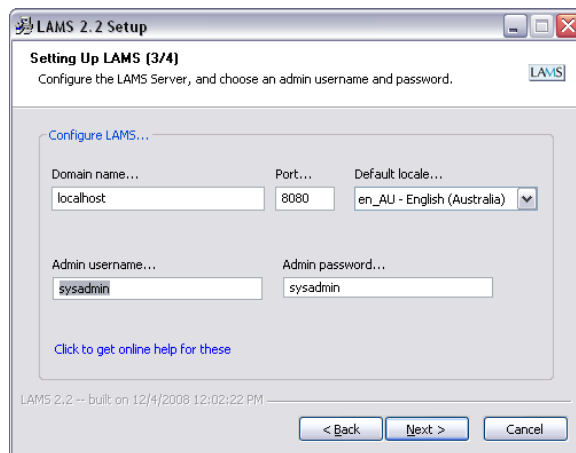 LAMS 2.2 Setup
Setting Up LAMS (3/4)
Configure the LAMS Server, and choose an admin username and password.
LAMS
Configure LAMS...
Domain name... Port... Default locale...
localhost 8080 en_AU - English (Australia)
Admin username... Admin password...
sysadmin sysadmin
Click to get online help for these
LAMS 2.2 -- built on 12/4/2008 12:02:22 PM
< Back Next > Cancel